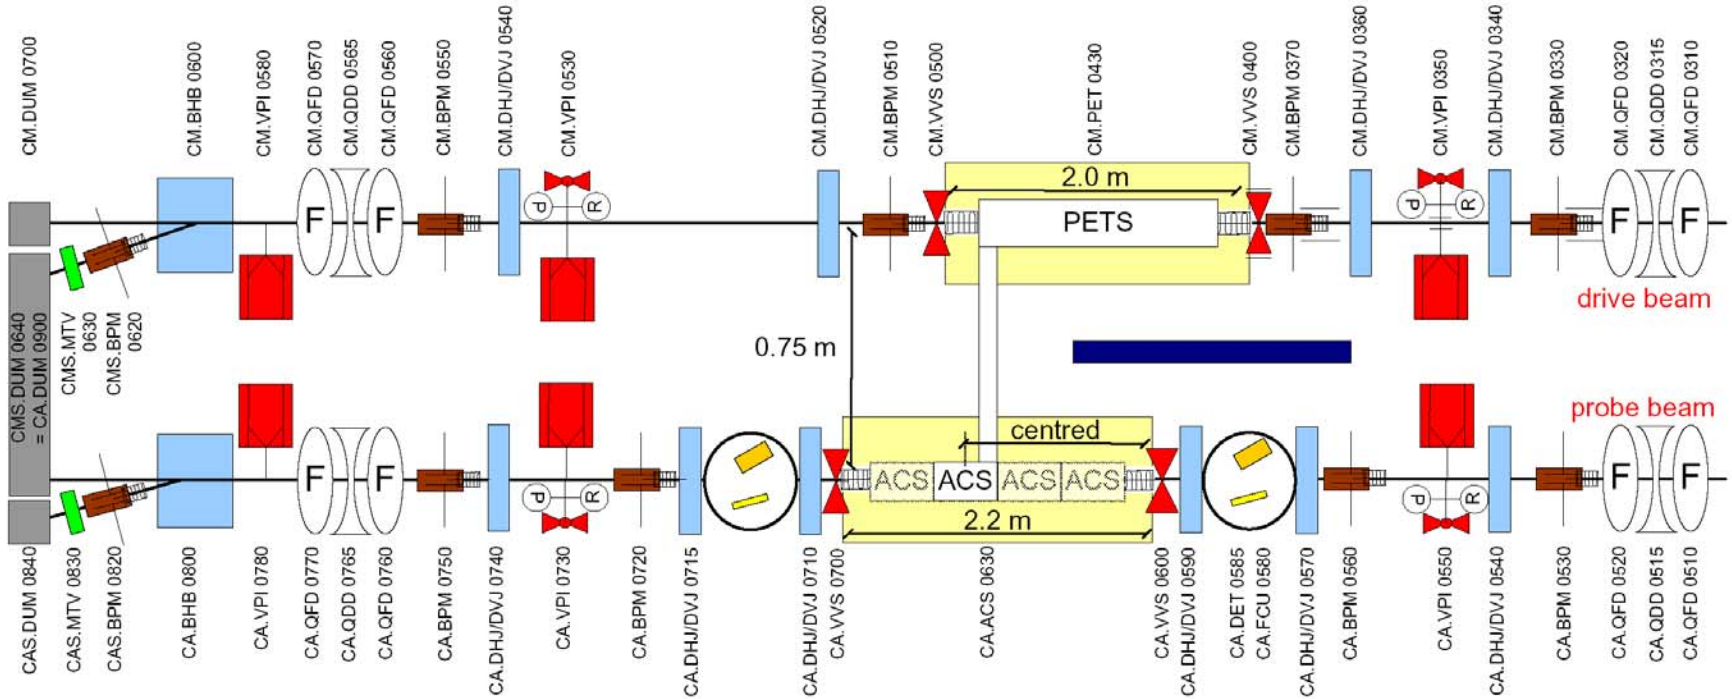 CM.DUM 0700
CM.BHB 0600
CM.VPI 0580
CM.QFD 0570
CM.QDD 0565
CM.QFD 0560
CM.BPM 0550
CM.DHJ/DVJ 0540
CM.VPI 0530
CM.DHJ/DVJ 0520
CM.BPM 0510
CM.VVS 0500
CM.PET 0430
CM.VVS 0400
CM.BPM 0370
CM.DHJ/DVJ 0360
CM.VPI 0350
CM.DHJ/DVJ 0340
CM.BPM 0330
CM.QFD 0320
CM.QDD 0315
CM.QFD 0310
2.0 m
P
R
P
R
F
F
PETS
F
F
drive beam
CMS.DUM 0640
= CA.DUM 0900
CMS.MTV
0630
CMS.BPM
0620
0.75 m
probe beam
centred
F
F
ACS
ACS
ACS
ACS
F
F
P
R
P
R
2.2 m
CAS.DUM 0840
CAS.MTV 0830
CAS.BPM 0820
CA.BHB 0800
CA.VPI 0780
CA.QFD 0770
CA.QDD 0765
CA.QFD 0760
CA.BPM 0750
CA.DHJ/DVJ 0740
CA.VPI 0730
CA.BPM 0720
CA.DHJ/DVJ 0715
CA.DHJ/DVJ 0710
CA.VVS 0700
CA.ACS 0630
CA.VVS 0600
CA.DHJ/DVJ 0590
CA.DET 0585
CA.FCU 0580
CA.DHJ/DVJ 0570
CA.BPM 0560
CA.VPI 0550
CA.DHJ/DVJ 0540
CA.BPM 0530
CA.QFD 0520
CA.QDD 0515
CA.QFD 0510